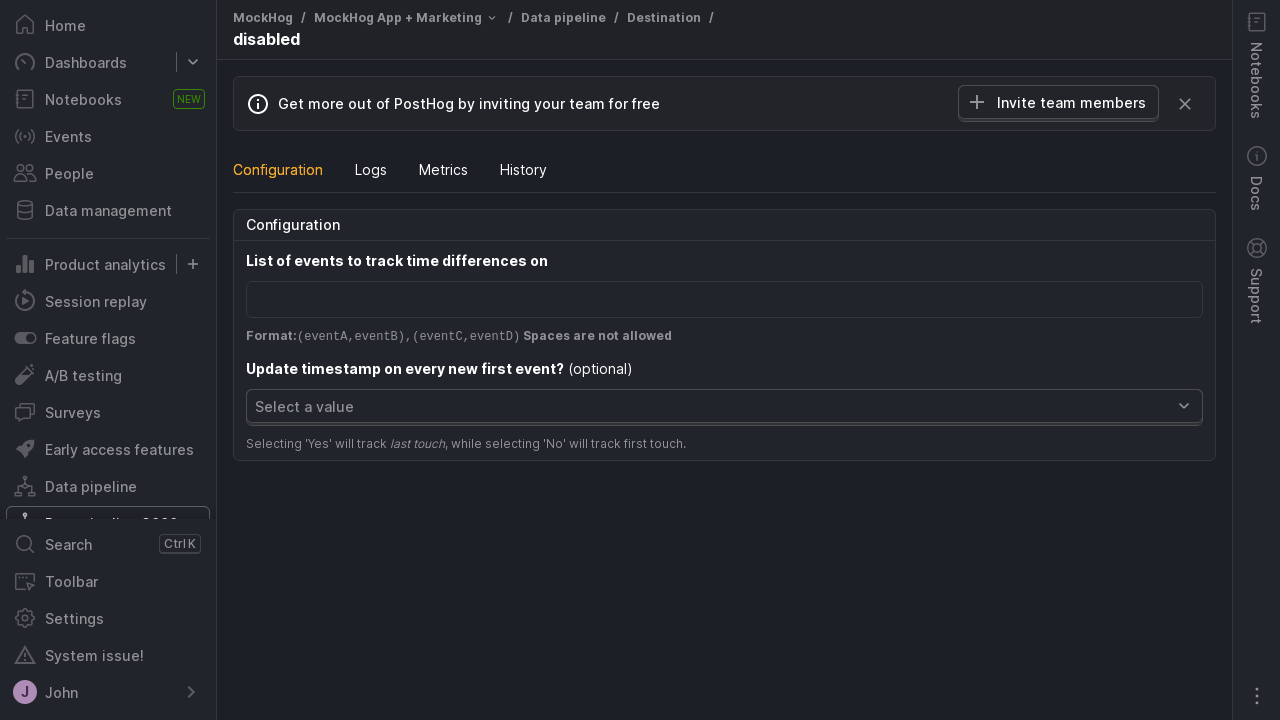 Home
Dashboards
Notebooks
NEW
Events
People
Data management
Product analytics
Session replay
Feature flags
A/B testing
Surveys
Early access features
Data pipeline
Search
Ctrl K
Toolbar
Settings
System issue!
J
John
MockHog / MockHog App + Marketing / Data pipeline / Destination /
disabled
Get more out of PostHog by inviting your team for free
Invite team members
Configuration Logs Metrics History
Configuration
List of events to track time differences on
Format:(eventA,eventB),(eventC,eventD) Spaces are not allowed
Update timestamp on every new first event? (optional)
Select a value
Selecting 'Yes' will track last touch, while selecting 'No' will track first touch.
Notebooks
Docs
Support